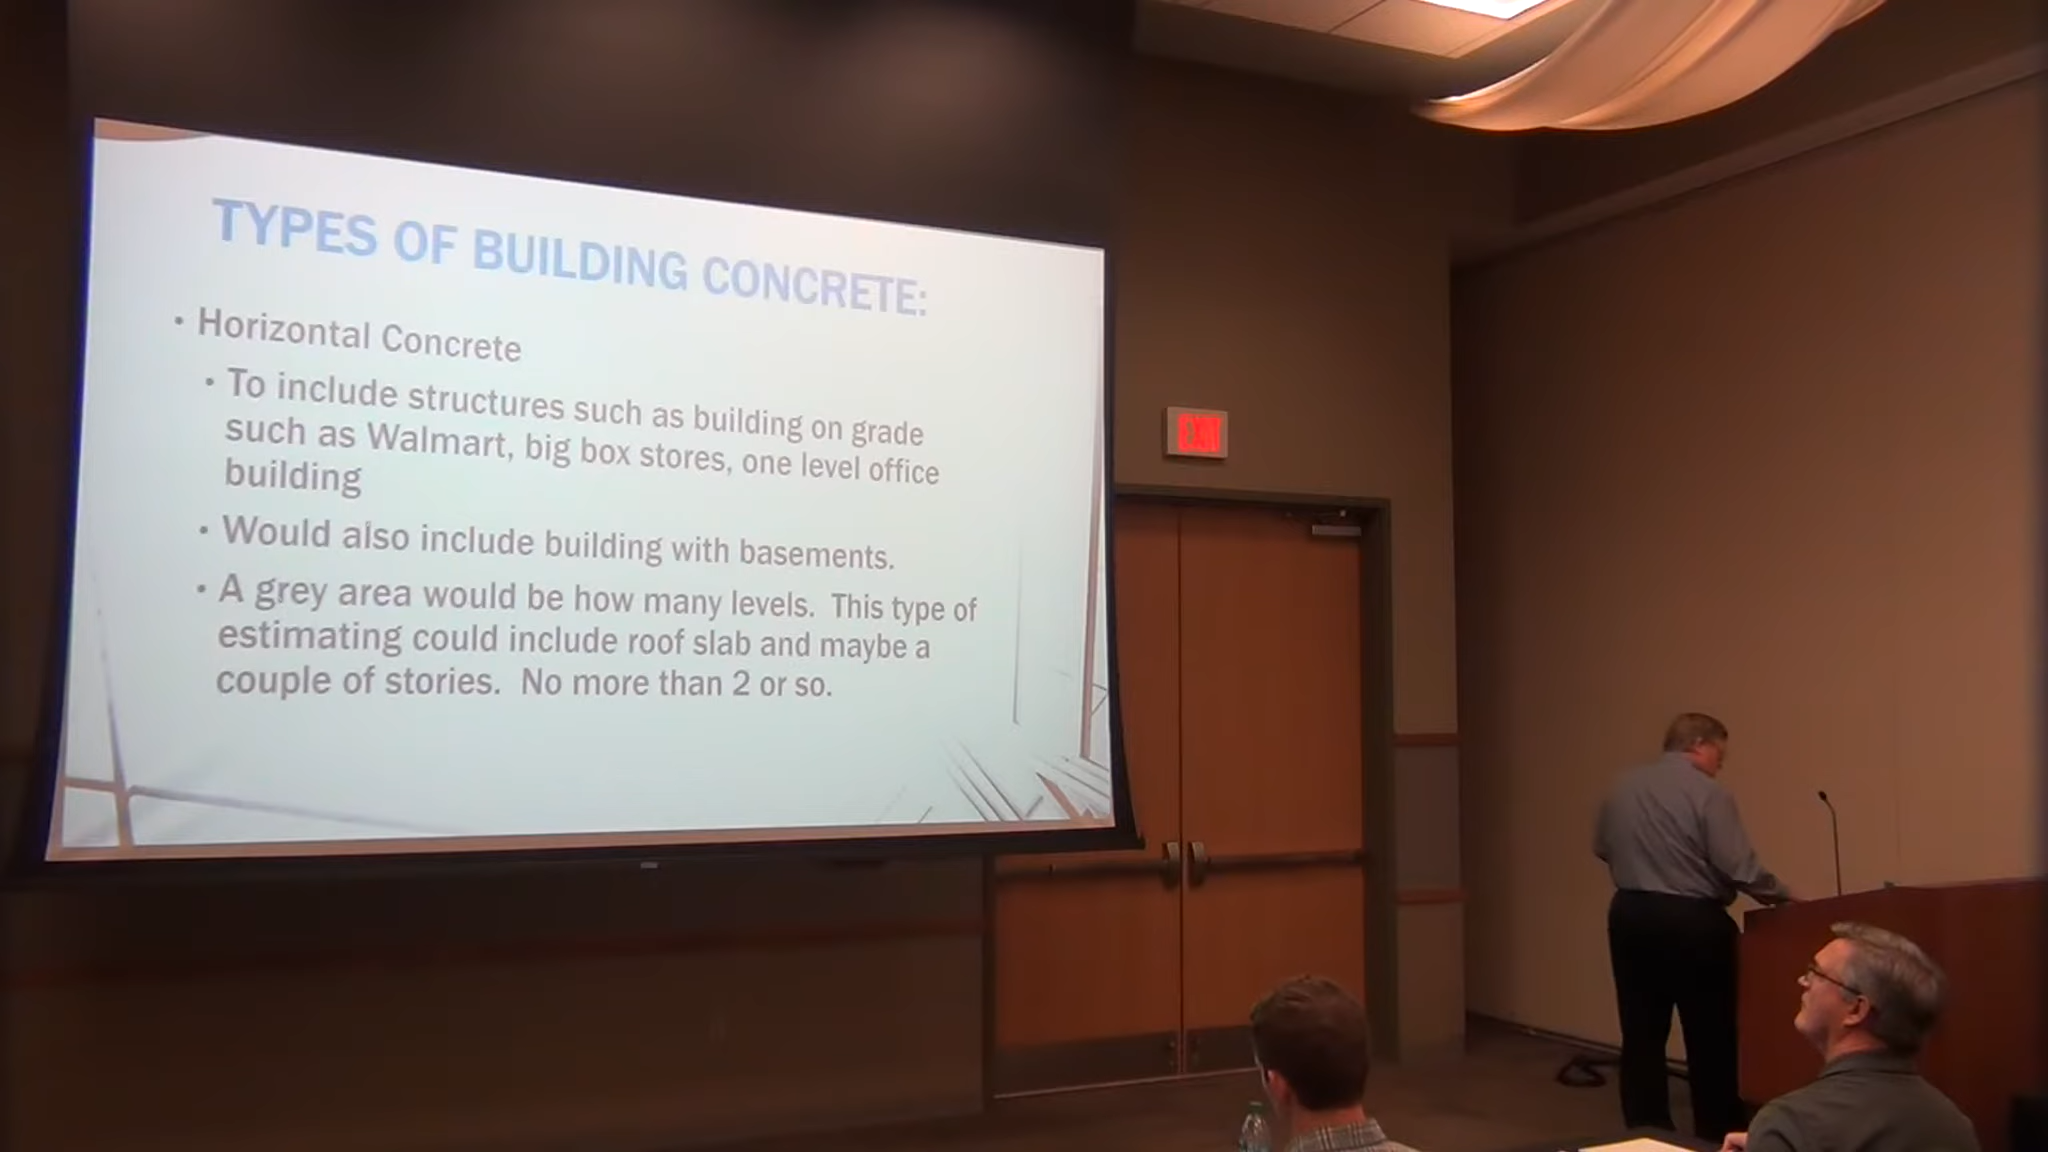 TYPES OF BUILDING CONCRETE:
• Horizontal Concrete
• To include structures such as building on grade
such as Walmart, big box stores, one level office
building
• Would also include building with basements.
• A grey area would be how many levels. This type of
estimating could include roof slab and maybe a
couple of stories. No more than 2 or so.
EXIT